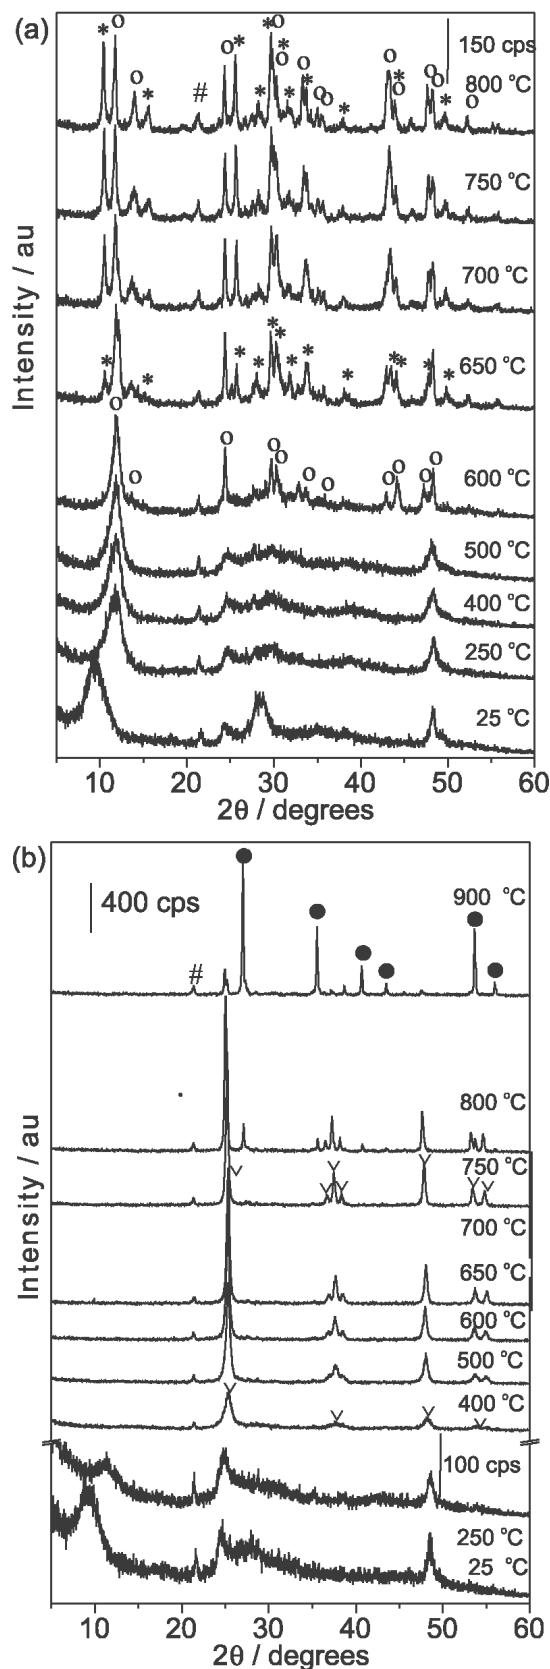 (a)
150 cps
800 °C
#
750 °C
700 °C
650 °C
600 °C
500 °C
400 °C
250 °C
25 °C
Intensity / au
10 20 30 40 50 60
2θ / degrees
(b)
400 cps
900 °C
#
800 °C
750 °C
700 °C
650 °C
600 °C
500 °C
400 °C
100 cps
250 °C
25 °C
Intensity / au
10 20 30 40 50 60
2θ / degrees